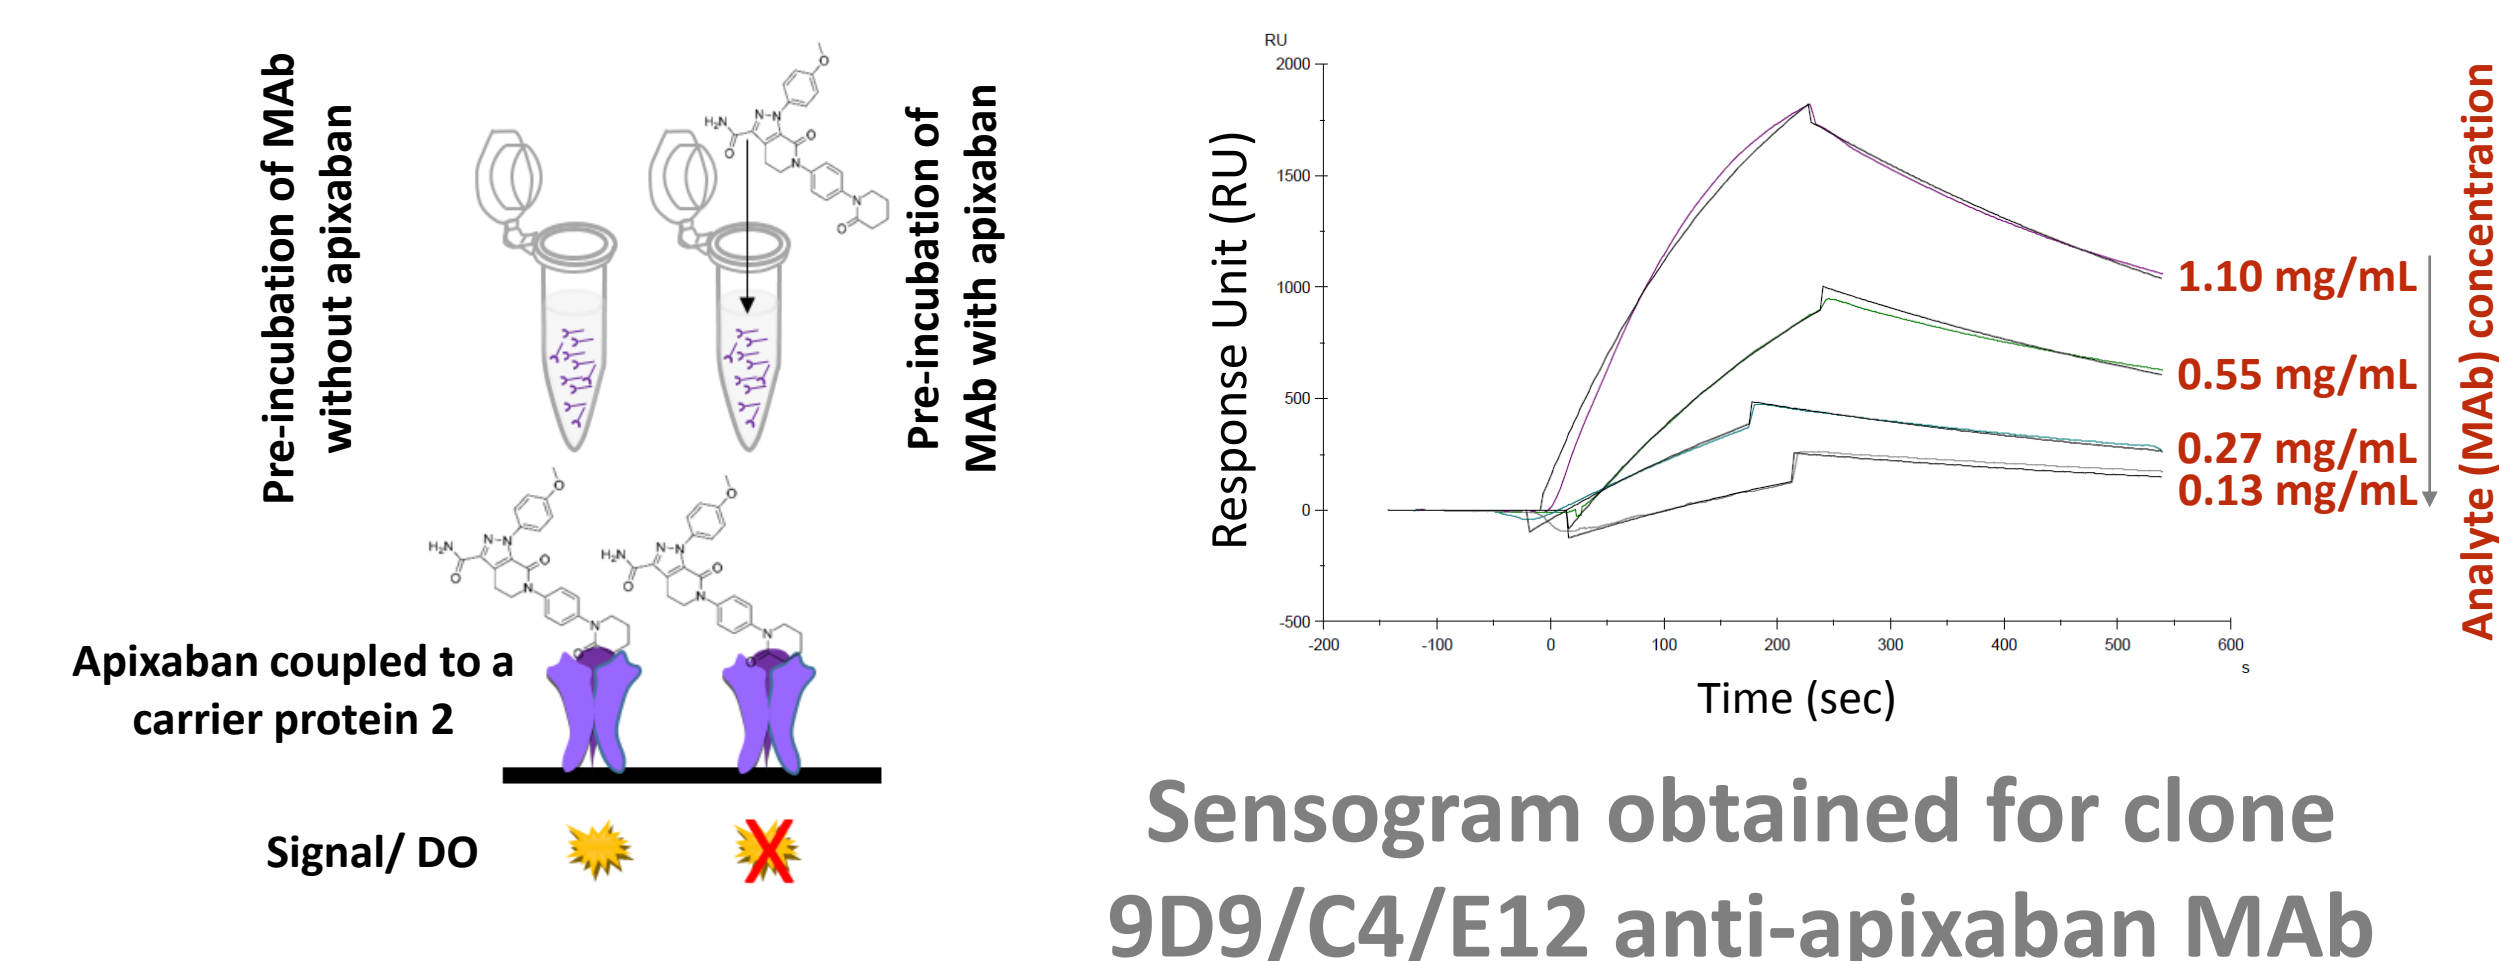 Pre-incubation of MAb
without apixaban
O
N
N
H₂N
O
O
N
N
O
Pre-incubation of
MAb with apixaban
O
N
N
H₂N
O
O
N
N
O
O
N
N
H₂N
O
O
N
N
O
Apixaban coupled to a
carrier protein 2
Signal/ DO
X
RU
2000
1500
1000
500
0
-500
-200
-100
0
100
200
300
400
500
600
s
Response Unit (RU)
Time (sec)
1.10 mg/mL
0.55 mg/mL
0.27 mg/mL
0.13 mg/mL
Analyte (MAb) concentration
Sensogram obtained for clone
9D9/C4/E12 anti-apixaban MAb